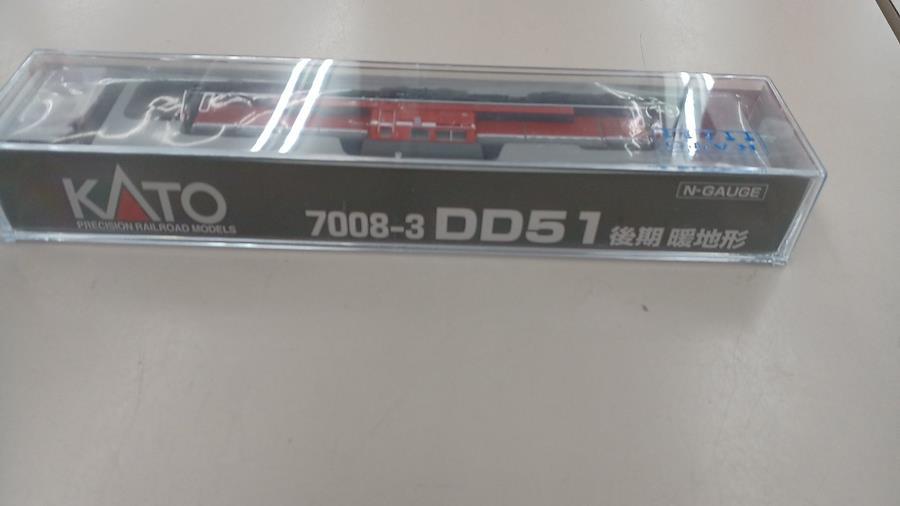 KATO
PRECISION RAILROAD MODELS
7008-3 DD51 後期 暖地形
N-GAUGE